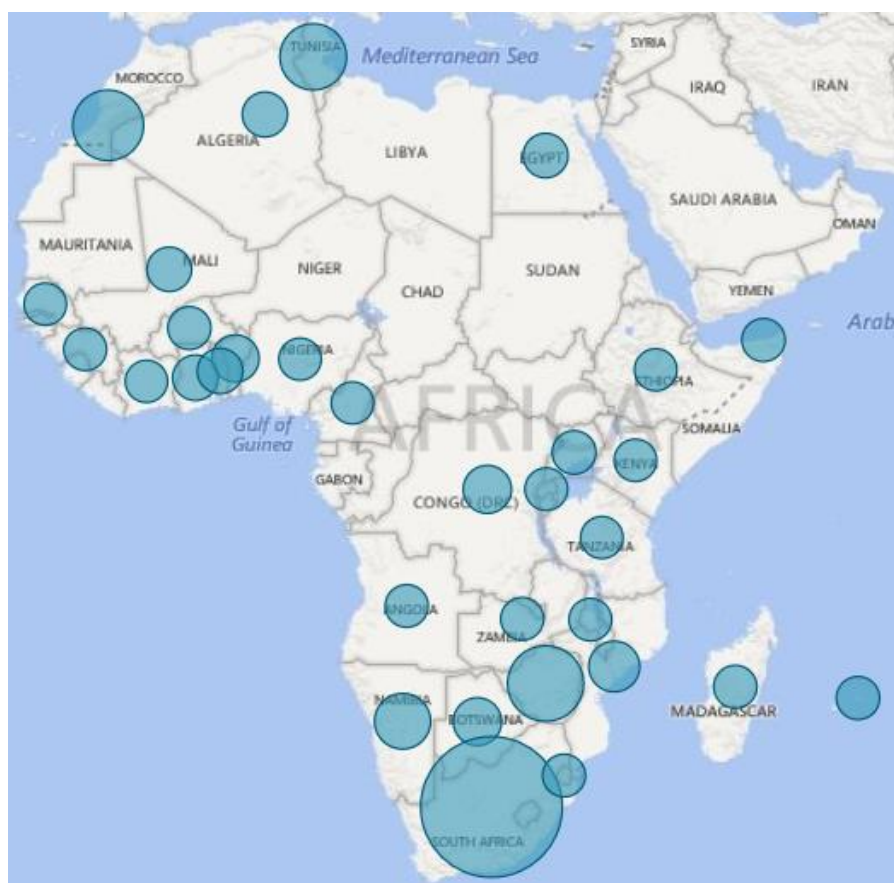 TUNISIA
Mediterranean Sea
SYRIA
MOROCCO
IRAQ
IRAN
ALGERIA
LIBYA
EGYPT
SAUDI ARABIA
OMAN
MAURITANIA
MALI
NIGER
CHAD
SUDAN
YEMEN
Arab
NIGERIA
ETHIOPIA
AFRICA
SOMALIA
Gulf of
Guinea
KENYA
GABON
CONGO (DRC)
TANZANIA
ANGOLA
ZAMBIA
NAMIBIA
BOTSWANA
MADAGASCAR
SOUTH AFRICA